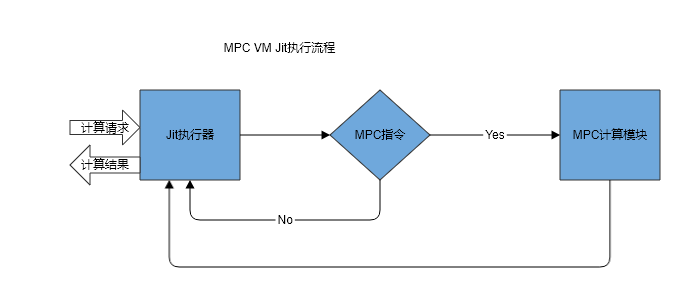 MPC VM Jit执行流程
计算请求
Jit执行器
MPC指令
Yes
MPC计算模块
计算结果
No